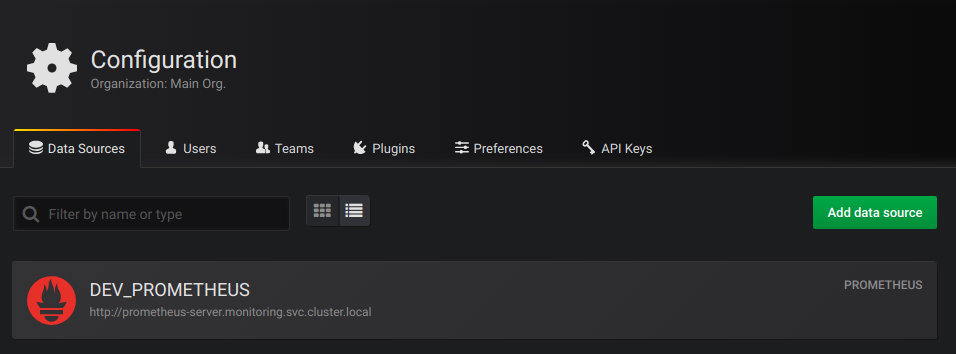 Configuration
Organization: Main Org.
Data Sources
Users
Teams
Plugins
Preferences
API Keys
Filter by name or type
Add data source
DEV_PROMETHEUS
PROMETHEUS
http://prometheus-server.monitoring.svc.cluster.local